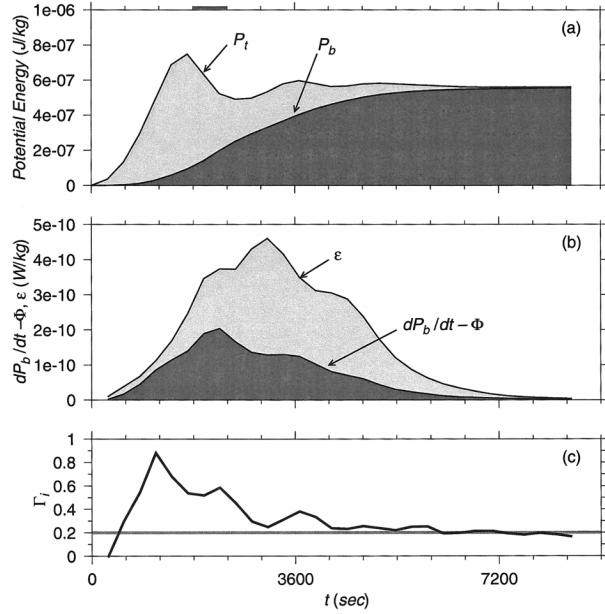 1e-06
8e-07
6e-07
4e-07
2e-07
0
Potential Energy (J/kg)
(a)
P_t
P_b
5e-10
4e-10
3e-10
2e-10
1e-10
0
dP_b/dt – Φ, ε (W/kg)
(b)
ε
dP_b/dt – Φ
1
0.8
0.6
0.4
0.2
0
Γ_i
(c)
0 3600 7200
t (sec)